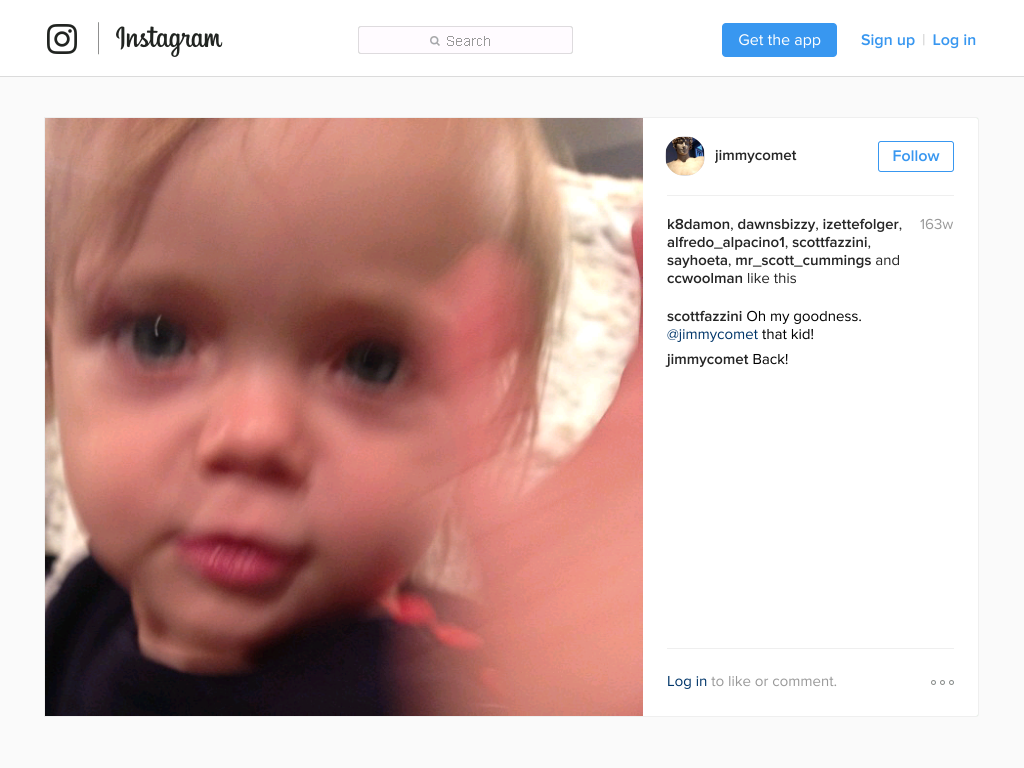 Instagram
Search
Get the app
Sign up | Log in
jimmycomet
Follow
k8damon, dawnsbizzy, izettefolger, 163w
alfredo_alpacino1, scottfazzini,
sayhoeta, mr_scott_cummings and
ccwoolman like this
scottfazzini Oh my goodness.
@jimmycomet that kid!
jimmycomet Back!
Log in to like or comment.